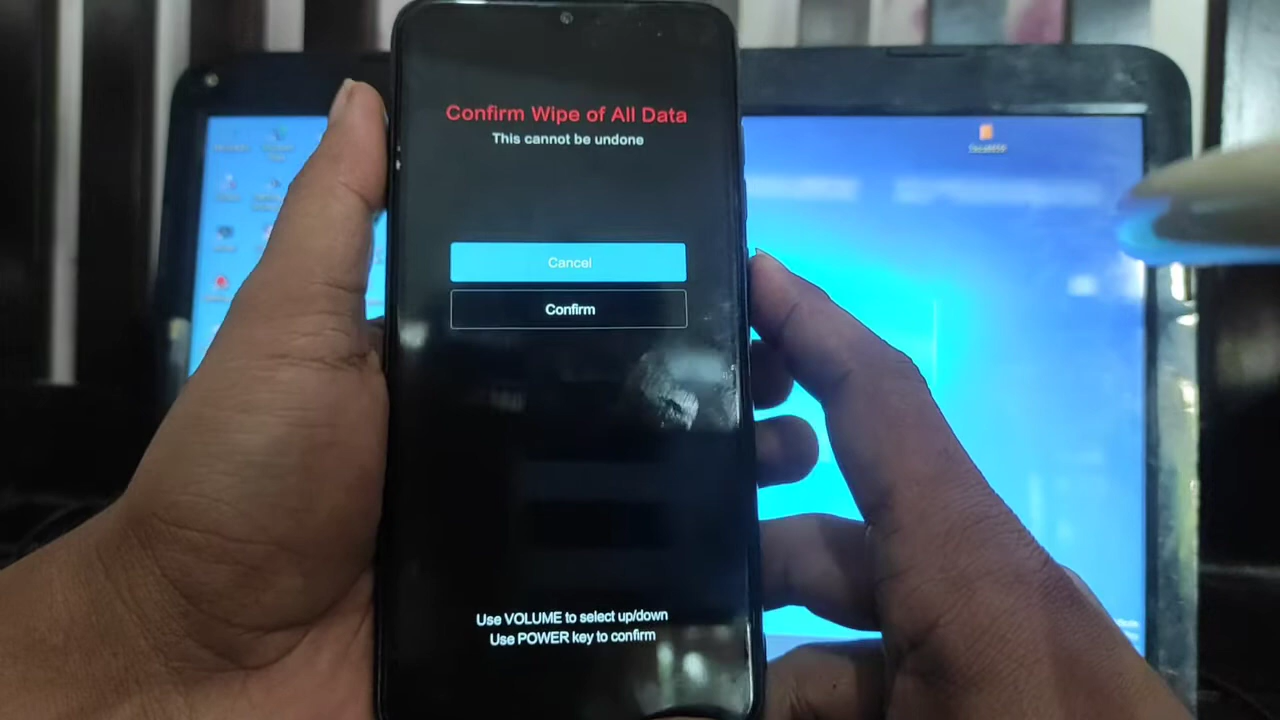 Confirm Wipe of All Data
This cannot be undone
Cancel
Confirm
Use VOLUME to select up/down
Use POWER key to confirm